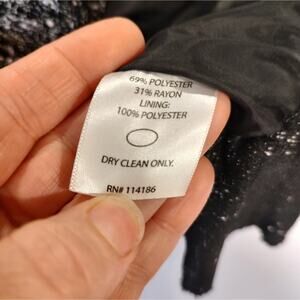 69% POLYESTER
31% RAYON
LINING:
100% POLYESTER
DRY CLEAN ONLY.
RN# 114186